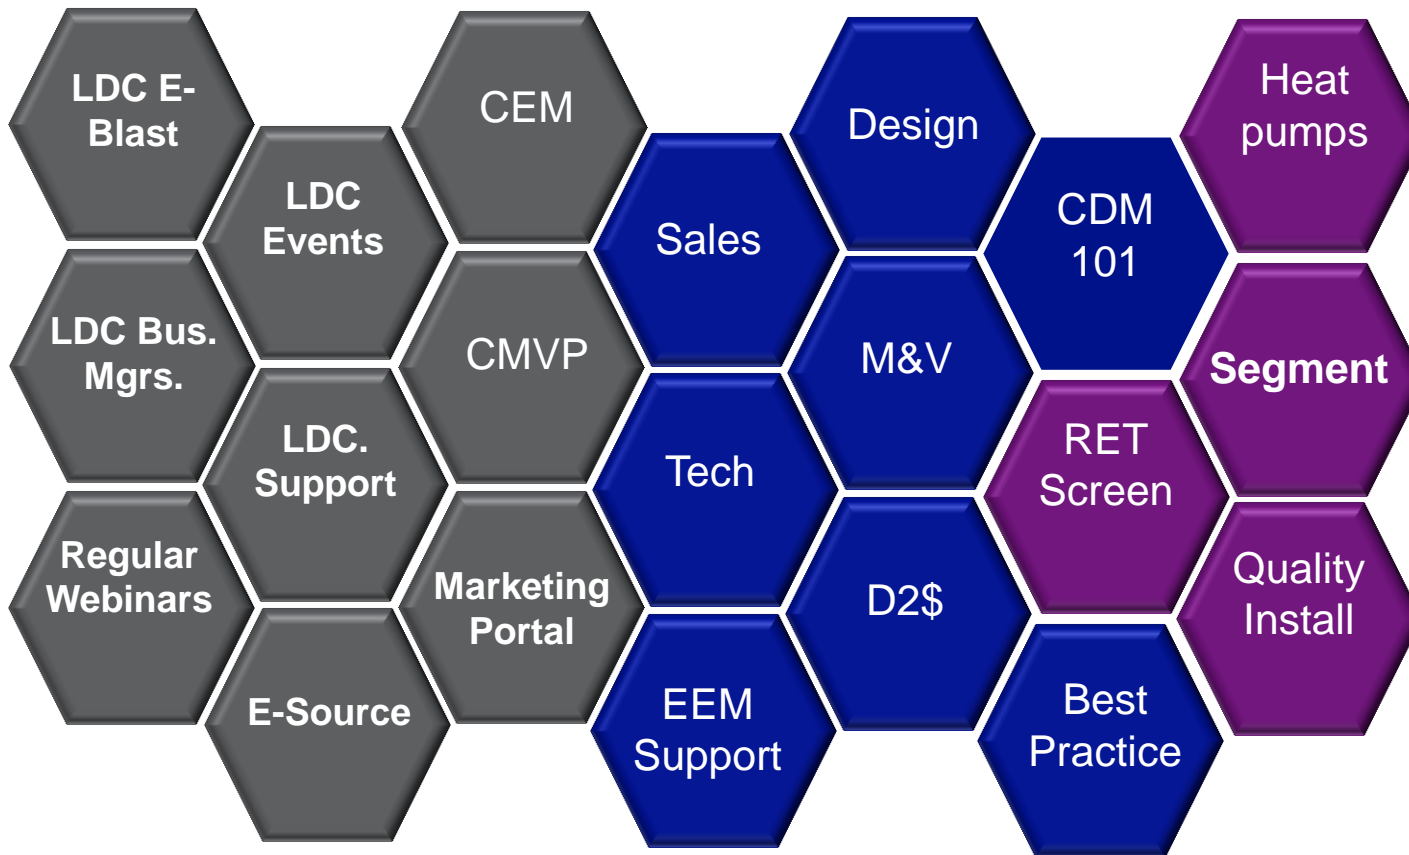 LDC E-
Blast
LDC Bus.
Mgrs.
Regular
Webinars
LDC
Events
LDC.
Support
E-Source
CEM
CMVP
Marketing
Portal
Sales
Tech
EEM
Support
Design
M&V
D2$
CDM
101
RET
Screen
Best
Practice
Heat
pumps
Segment
Quality
Install